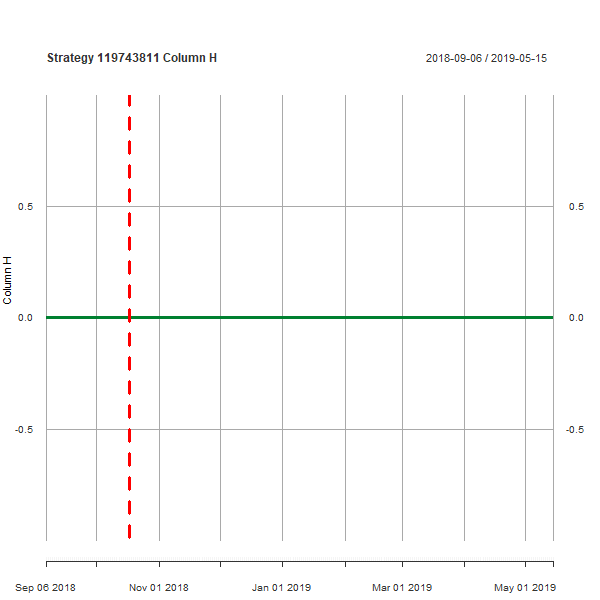 Strategy 119743811 Column H
2018-09-06 / 2019-05-15
0.5
0.5
Column H
0.0
0.0
-0.5
-0.5
Sep 06 2018
Nov 01 2018
Jan 01 2019
Mar 01 2019
May 01 2019